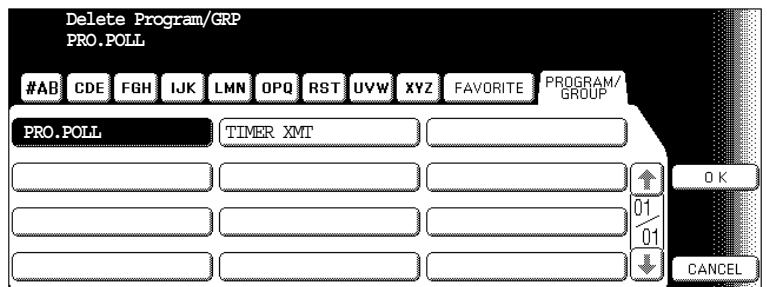 Delete Program/GRP
PRO.POLL
#AB CDE FGH IJK LMN OPQ RST UVW XYZ FAVORITE PROGRAM/
GROUP
PRO.POLL TIMER XMT
OK
01
/
01
CANCEL